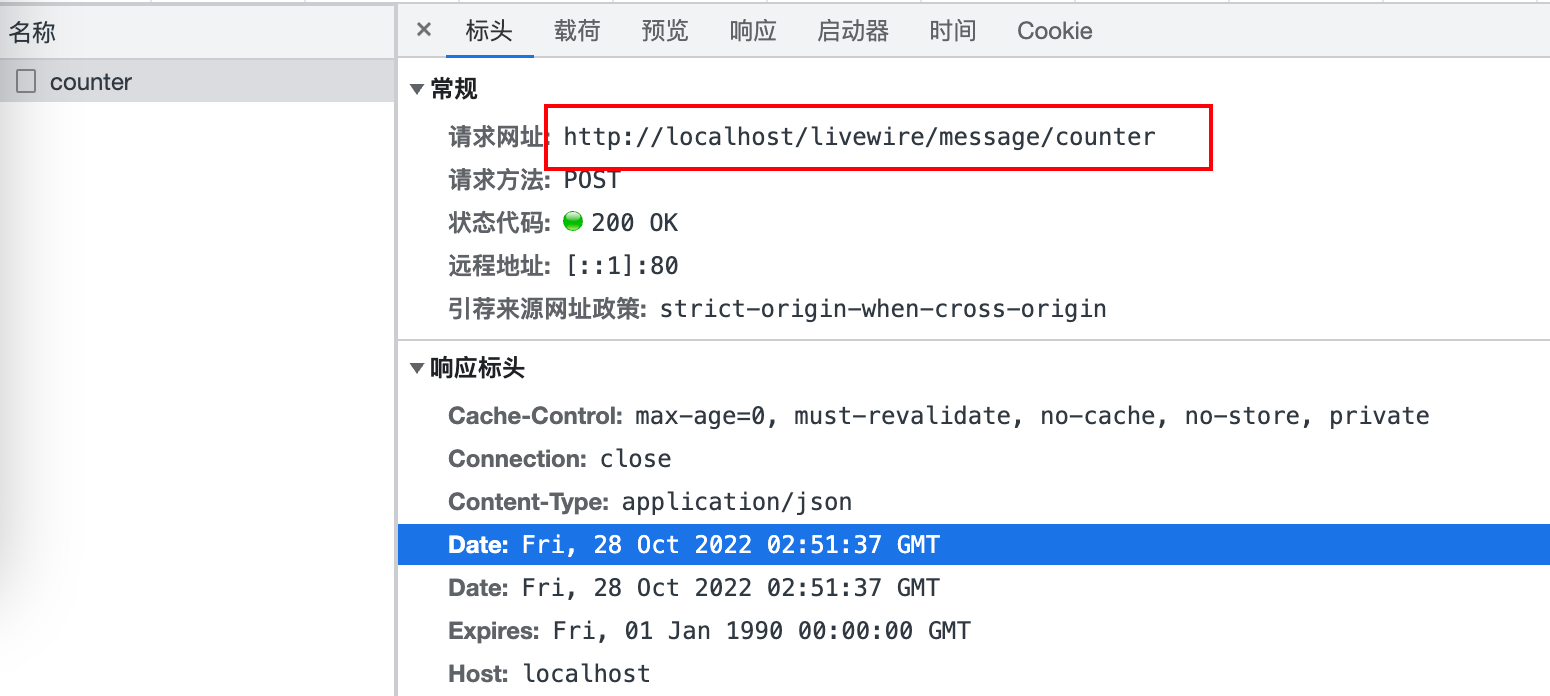 名称
counter
× 标头 载荷 预览 响应 启动器 时间 Cookie
常规
请求网址: http://localhost/livewire/message/counter
请求方法: POST
状态代码: 200 OK
远程地址: [::1]:80
引荐来源网址政策: strict-origin-when-cross-origin
响应标头
Cache-Control: max-age=0, must-revalidate, no-cache, no-store, private
Connection: close
Content-Type: application/json
Date: Fri, 28 Oct 2022 02:51:37 GMT
Date: Fri, 28 Oct 2022 02:51:37 GMT
Expires: Fri, 01 Jan 1990 00:00:00 GMT
Host: localhost